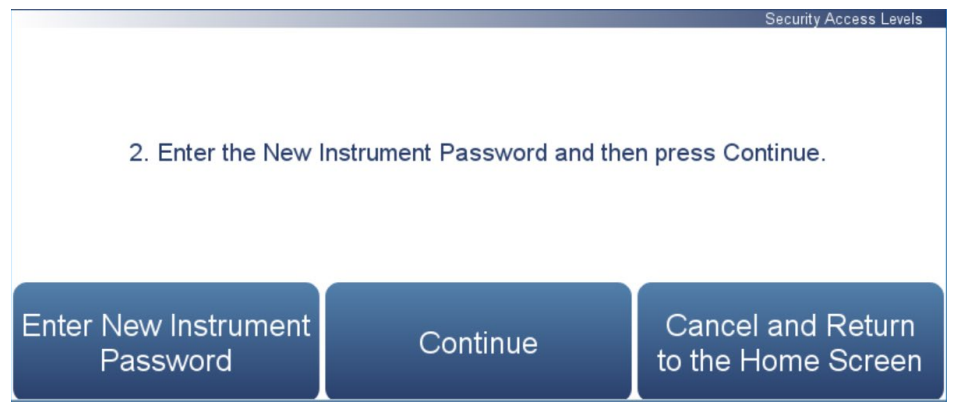 Security Access Levels
2. Enter the New Instrument Password and then press Continue.
Enter New Instrument
Password
Continue
Cancel and Return
to the Home Screen